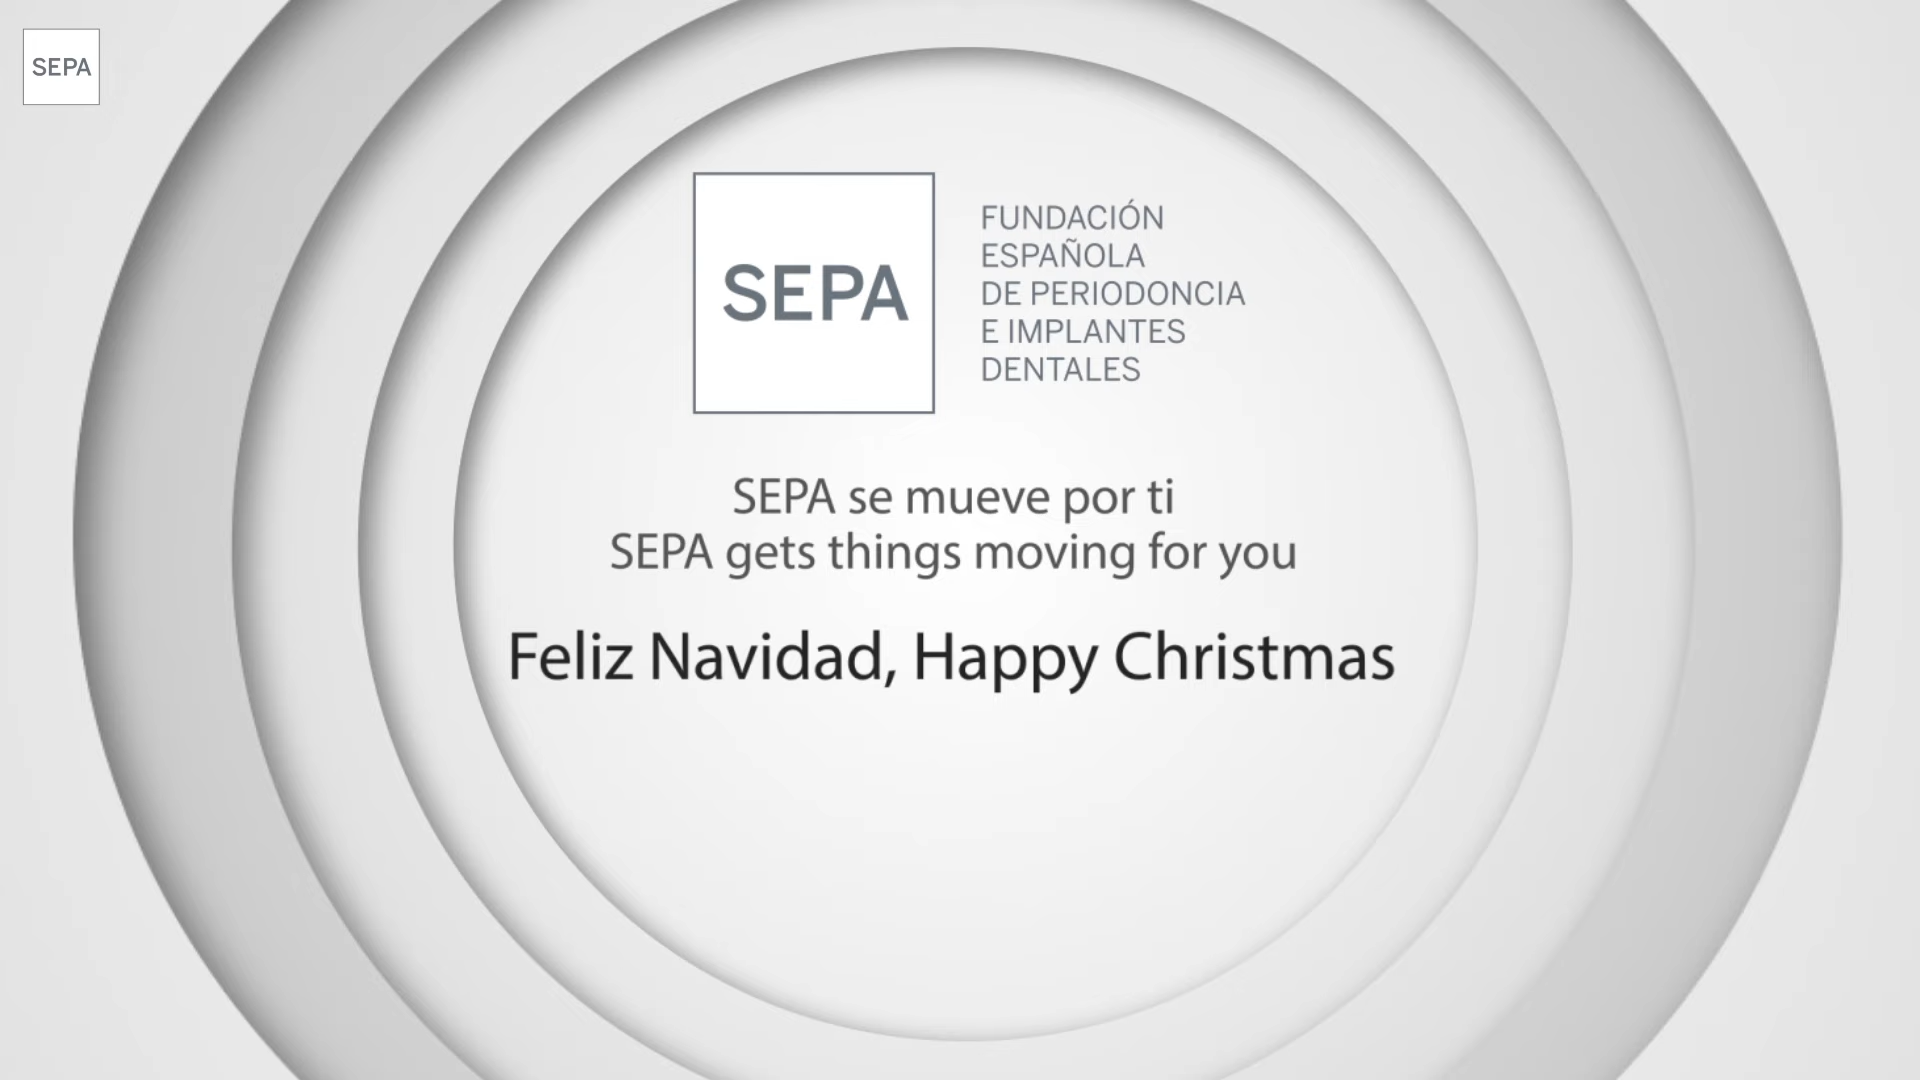 SEPA
SEPA
FUNDACIÓN
ESPAÑOLA
DE PERIODONCIA
E IMPLANTES
DENTALES
SEPA se mueve por ti
SEPA gets things moving for you
Feliz Navidad, Happy Christmas